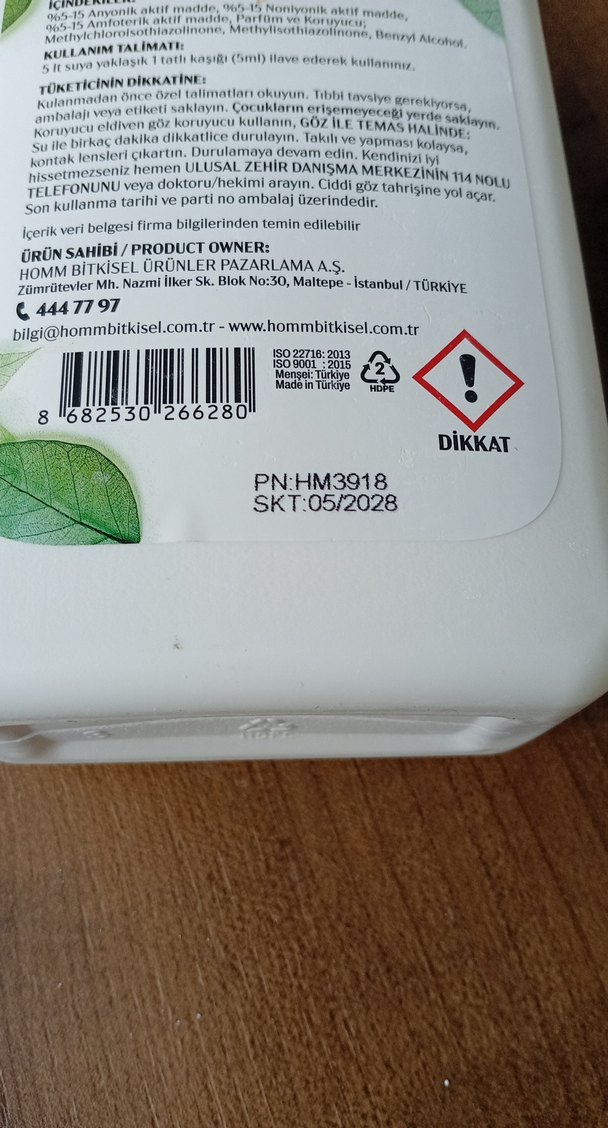 İÇİNDEKİLER:
%5-15 Anyonik aktif madde, %5-15 Noniyonik aktif madde,
%5-15 Amfoterik aktif madde, Parfüm ve Koruyucu;
Methylchloroisothiazolinone, Methylisothiazolinone, Benzyl Alcohol.
KULLANIM TALİMATI:
5 lt suya yaklaşık 1 tatlı kaşığı (5ml) ilave ederek kullanınız.
TÜKETİCİNİN DİKKATİNE:
Kulanmadan önce özel talimatları okuyun. Tıbbi tavsiye gerekiyorsa,
ambalajı veya etiketi saklayın. Çocukların erişemeyeceği yerde saklayın.
Koruyucu eldiven göz koruyucu kullanın, GÖZ İLE TEMAS HALİNDE:
Su ile birkaç dakika dikkatlice durulayın. Takılı ve yapması kolaysa,
kontak lensleri çıkartın. Durulamaya devam edin. Kendinizi iyi
hissetmezseniz hemen ULUSAL ZEHİR DANIŞMA MERKEZİNİN 114 NOLU
TELEFONUNU veya doktoru/hekimi arayın. Ciddi göz tahrişine yol açar.
Son kullanma tarihi ve parti no ambalaj üzerindedir.
İçerik veri belgesi firma bilgilerinden temin edilebilir
ÜRÜN SAHİBİ / PRODUCT OWNER:
HOMM BİTKİSEL ÜRÜNLER PAZARLAMA A.Ş.
Zümrütevler Mh. Nazmi İlker Sk. Blok No:30, Maltepe - İstanbul / TÜRKİYE
444 77 97
bilgi@hommbitkisel.com.tr - www.hommbitkisel.com.tr
ISO 22716: 2013
ISO 9001 : 2015
Menşei: Türkiye
Made in Türkiye
2
HDPE
8 682530 266280
DİKKAT
PN:HM3918
SKT:05/2028
HDPE